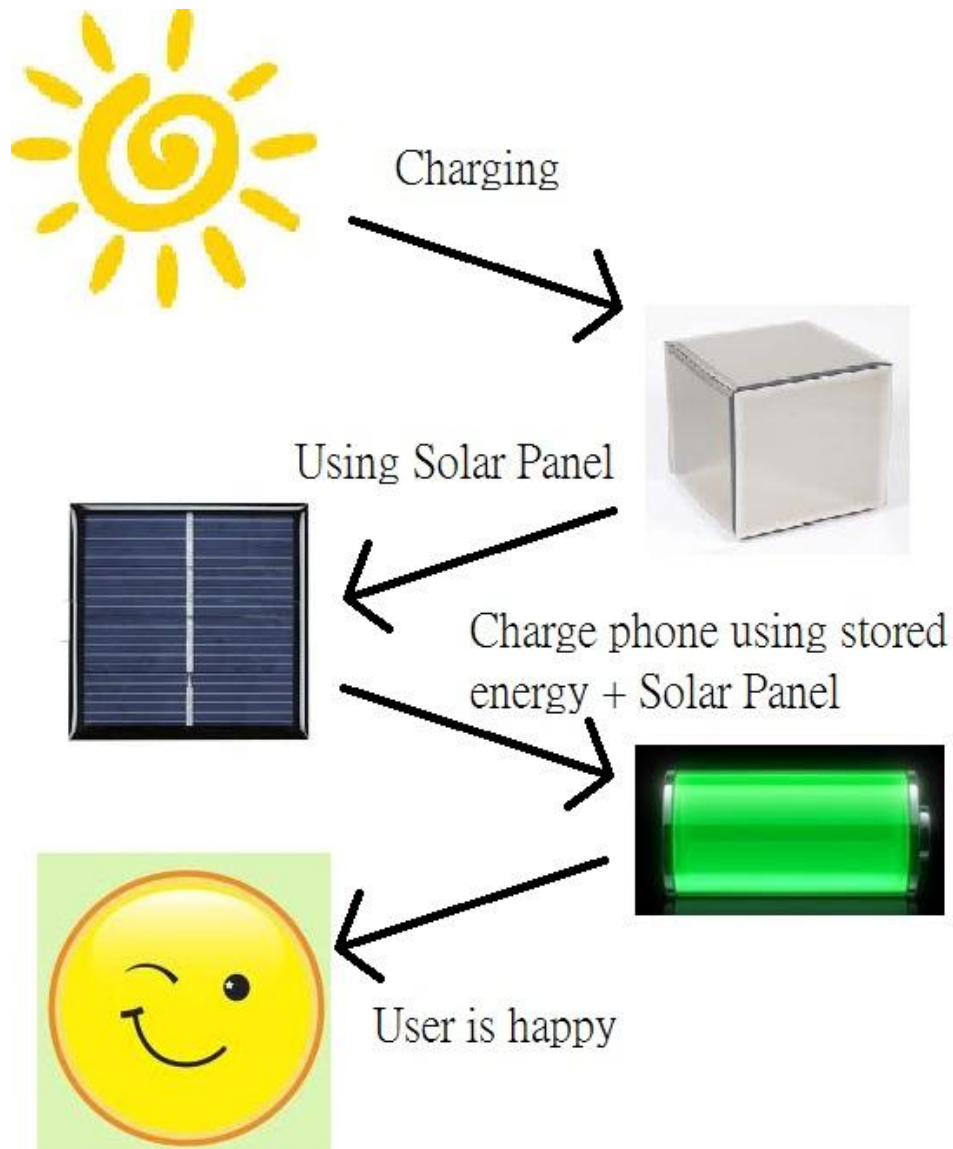 Charging
Using Solar Panel
Charge phone using stored
energy + Solar Panel
User is happy